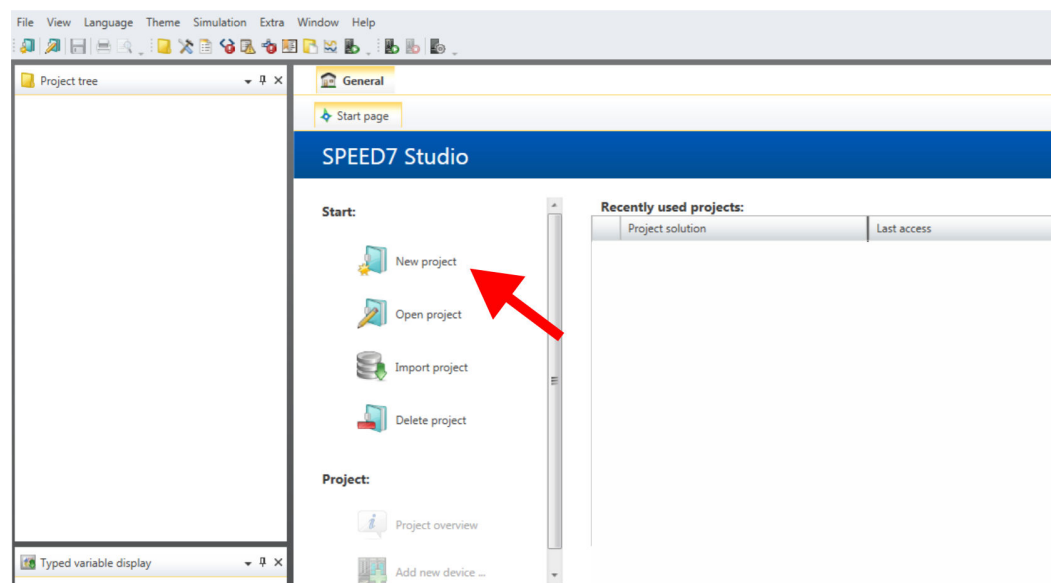 File View Language Theme Simulation Extra Window Help
Project tree
General
Start page
SPEED7 Studio
Start:
New project
Open project
Import project
Delete project
Project:
Project overview
Add new device ...
Recently used projects:
Project solution Last access
Typed variable display